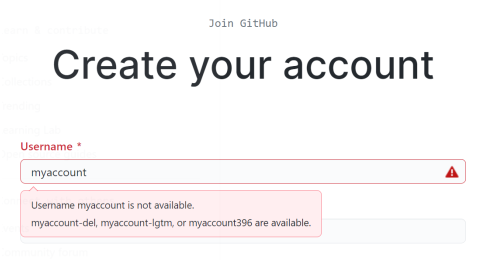 Join GitHub
Create your account
Username *
myaccount
Username myaccount is not available.
myaccount-del, myaccount-lgtm, or myaccount396 are available.